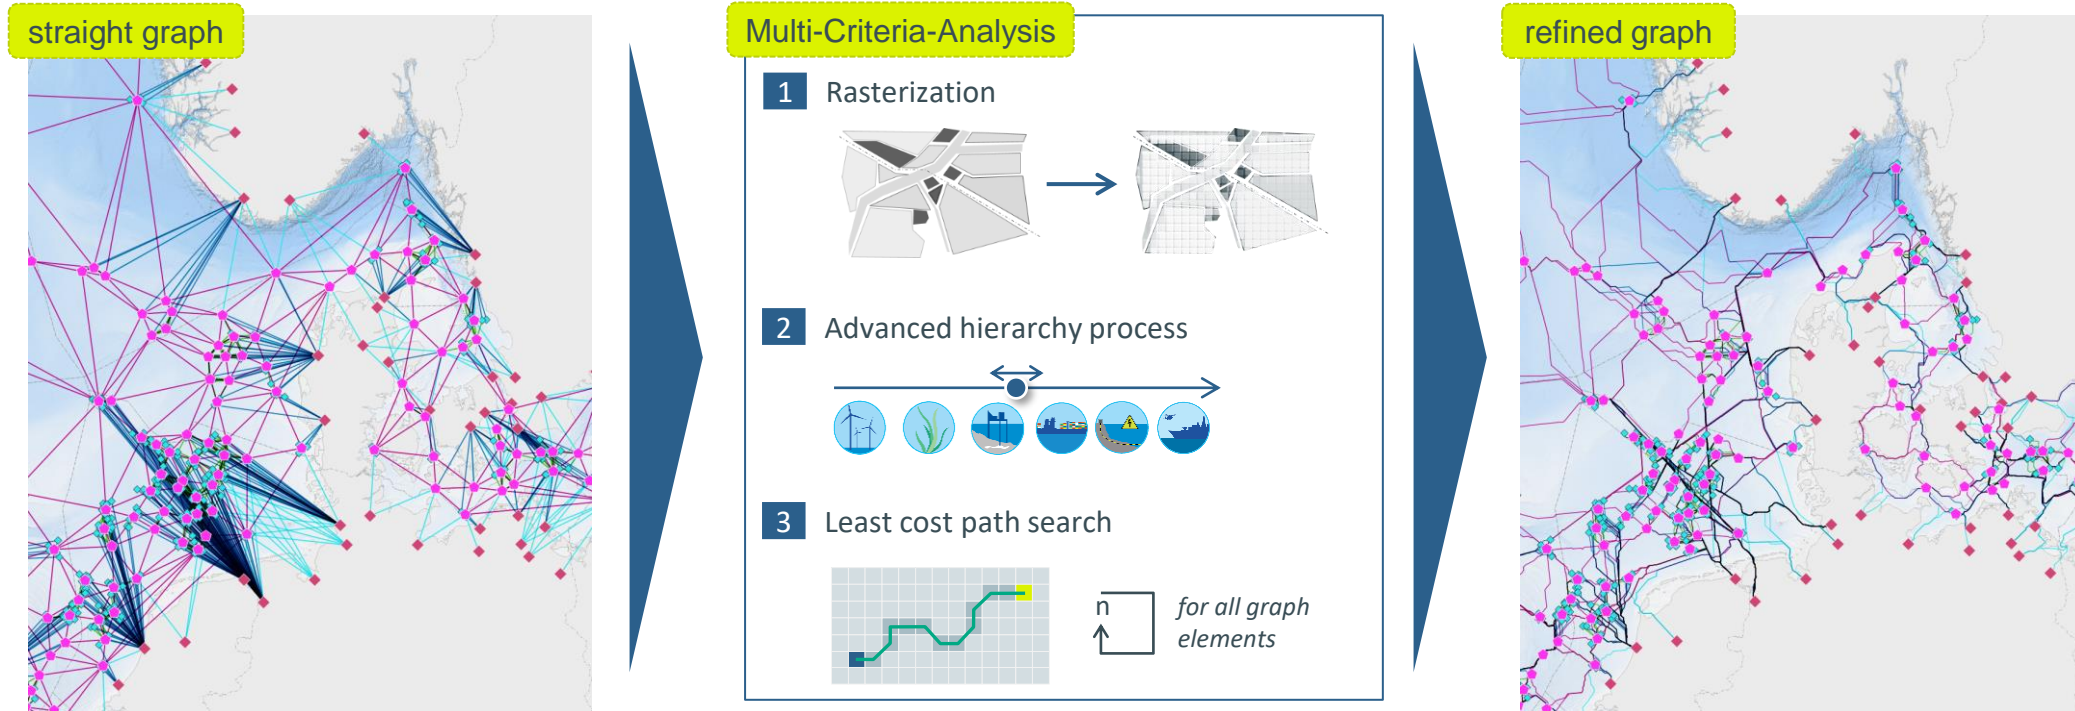 straight graph
Multi-Criteria-Analysis
refined graph
1 Rasterization
2 Advanced hierarchy process
3 Least cost path search
n
for all graph
elements